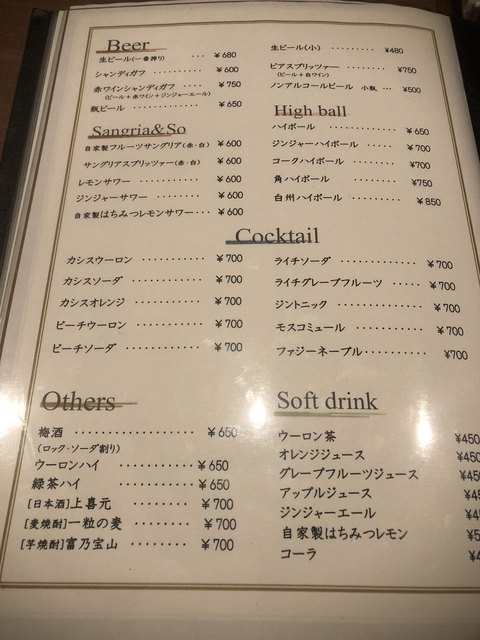 Beer
生ビール(一番搾り) ･･･ ¥680
シャンディガフ ･･････････ ¥600
赤ワインシャンディガフ ････ ¥750
(ビール+赤ワイン+ジンジャーエール)
瓶ビール ･･･････････ ¥650
生ビール(小) ･･･････ ¥480
ビアスプリッツァー ･･････ ¥750
(ビール+白ワイン)
ノンアルコールビール 小瓶 ･･･ ¥500
Sangria&So
自家製フルーツサングリア(赤・白) ¥600
サングリアスプリッツァー(赤・白) ･･･ ¥600
レモンサワー ･･････････ ¥600
ジンジャーサワー ････････ ¥600
自家製はちみつレモンサワー･･･ ¥600
High ball
ハイボール ･･････････ ¥650
ジンジャーハイボール ･････ ¥700
コークハイボール ････････ ¥700
角ハイボール ････････ ¥750
白州ハイボール ･･･････ ¥850
Cocktail
カシスウーロン ･･････････ ¥700
カシスソーダ ･･･････････ ¥700
カシスオレンジ ･･････････ ¥700
ピーチウーロン ･･････････ ¥700
ピーチソーダ ･･･････････ ¥700
ライチソーダ ･･････････ ¥700
ライチグレープフルーツ ････ ¥700
ジントニック ･･････････ ¥700
モスコミュール ････････ ¥700
ファジーネーブル･････････ ¥700
Others
梅酒 ･････････････････ ¥650
(ロック・ソーダ割り)
ウーロンハイ ･･････････ ¥650
緑茶ハイ ･･･････････ ¥650
[日本酒]上喜元 ････････ ¥700
[麦焼酎]一粒の麦 ･･･････ ¥700
[芋焼酎]富乃宝山 ･･･････ ¥700
Soft drink
ウーロン茶 ¥450
オレンジジュース ¥450
グレープフルーツジュース ¥45
アップルジュース ¥45
ジンジャーエール ¥45
自家製はちみつレモン ¥5
コーラ ¥4